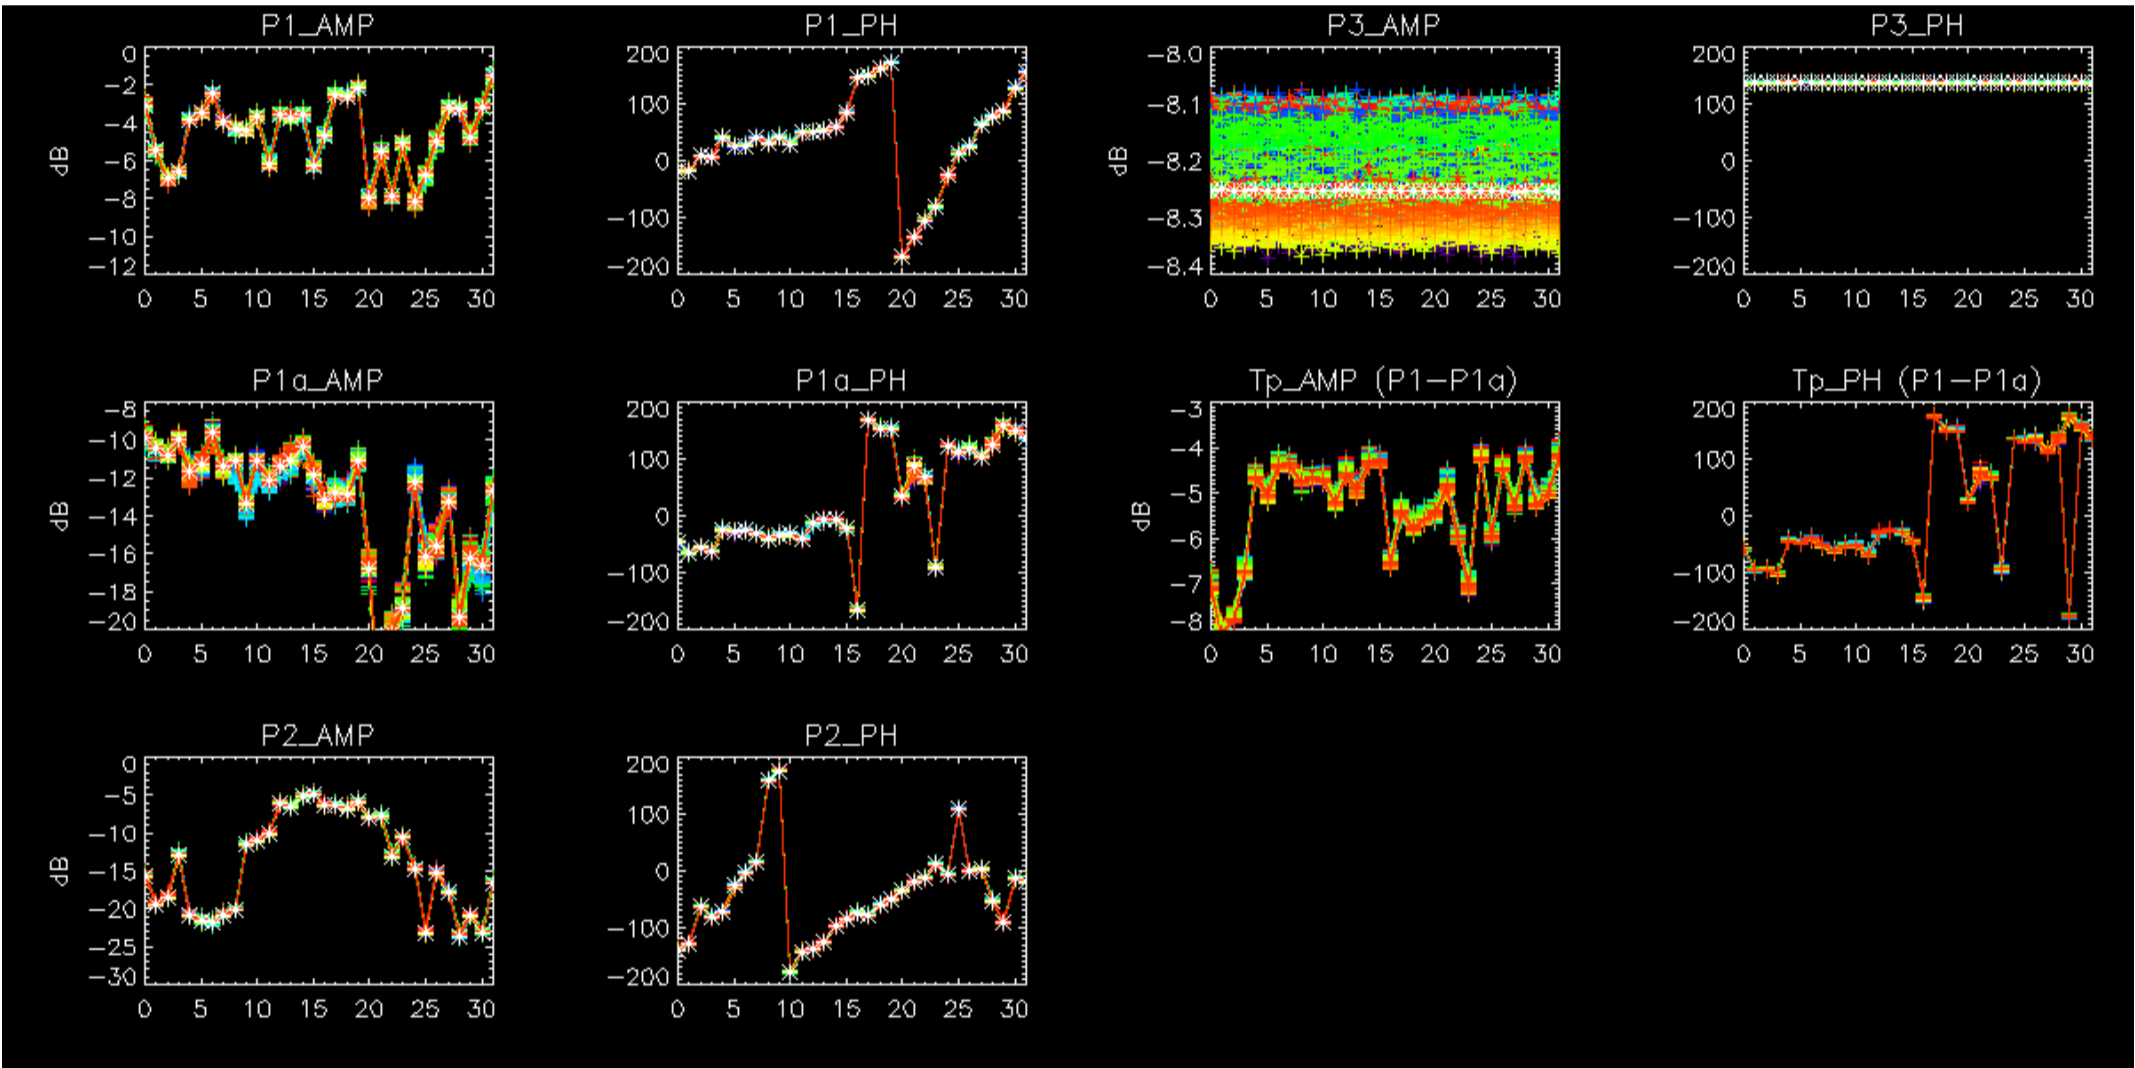 P1_AMP P1_PH P3_AMP P3_PH
0 200 -8.0 200
-2 100 -8.1 100
-4 0 -8.2 0
-6 -100 -8.3 -100
-8 -200 -8.4 -200
-10
-12
dB dB
0 5 10 15 20 25 30 0 5 10 15 20 25 30 0 5 10 15 20 25 30 0 5 10 15 20 25 30
P1a_AMP P1a_PH Tp_AMP (P1-P1a) Tp_PH (P1-P1a)
-8 200 -3 200
-10 100 -4 100
-12 0 -5 0
-14 -100 -6 -100
-16 -200 -7 -200
-18 -8
-20
dB dB
0 5 10 15 20 25 30 0 5 10 15 20 25 30 0 5 10 15 20 25 30 0 5 10 15 20 25 30
P2_AMP P2_PH
0 200
-5 100
-10 0
-15 -100
-20 -200
-25
-30
dB
0 5 10 15 20 25 30 0 5 10 15 20 25 30